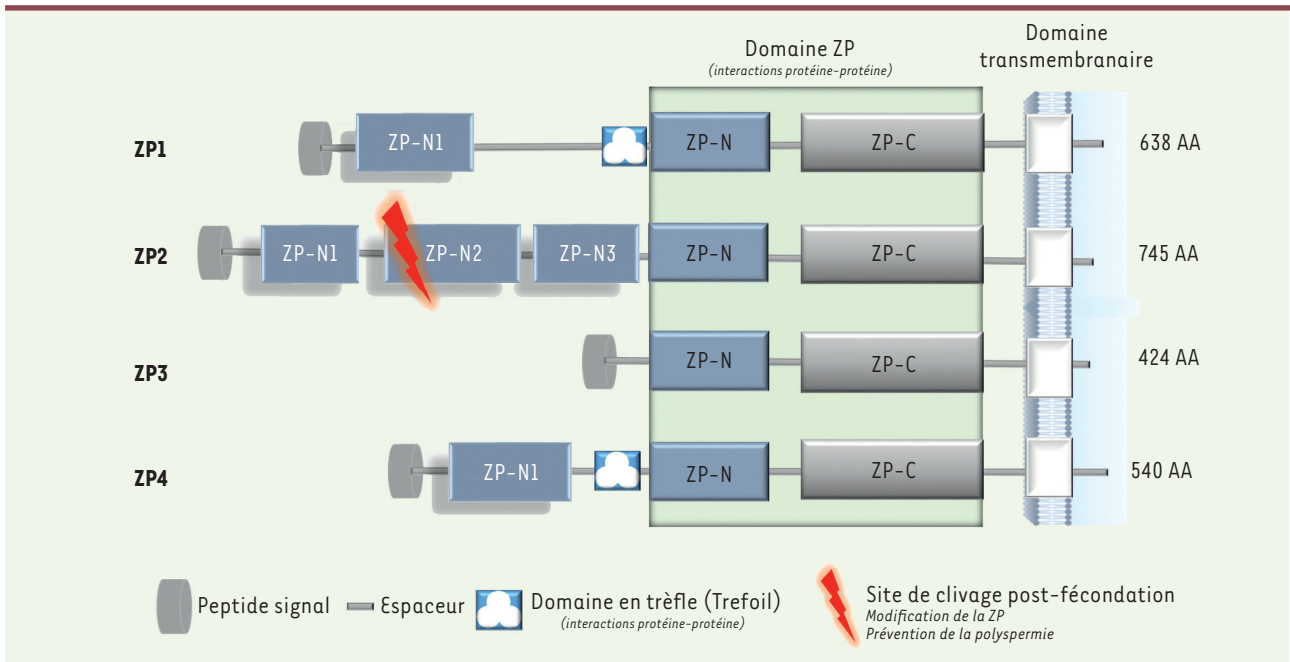 Domaine ZP
(interactions protéine-protéine)
Domaine
transmembranaire
ZP1
ZP-N1
ZP-N
ZP-C
638 AA
ZP2
ZP-N1
ZP-N2
ZP-N3
ZP-N
ZP-C
745 AA
ZP3
ZP-N
ZP-C
424 AA
ZP4
ZP-N1
ZP-N
ZP-C
540 AA
Peptide signal
Espaceur
Domaine en trèfle (Trefoil)
(interactions protéine-protéine)
Site de clivage post-fécondation
Modification de la ZP
Prévention de la polyspermie